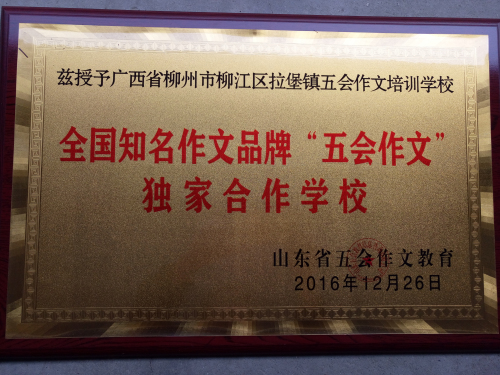 兹授予广西省柳州市柳江区拉堡镇五会作文培训学校
全国知名作文品牌“五会作文”
独家合作学校
山东省五会作文教育
2016年12月26日